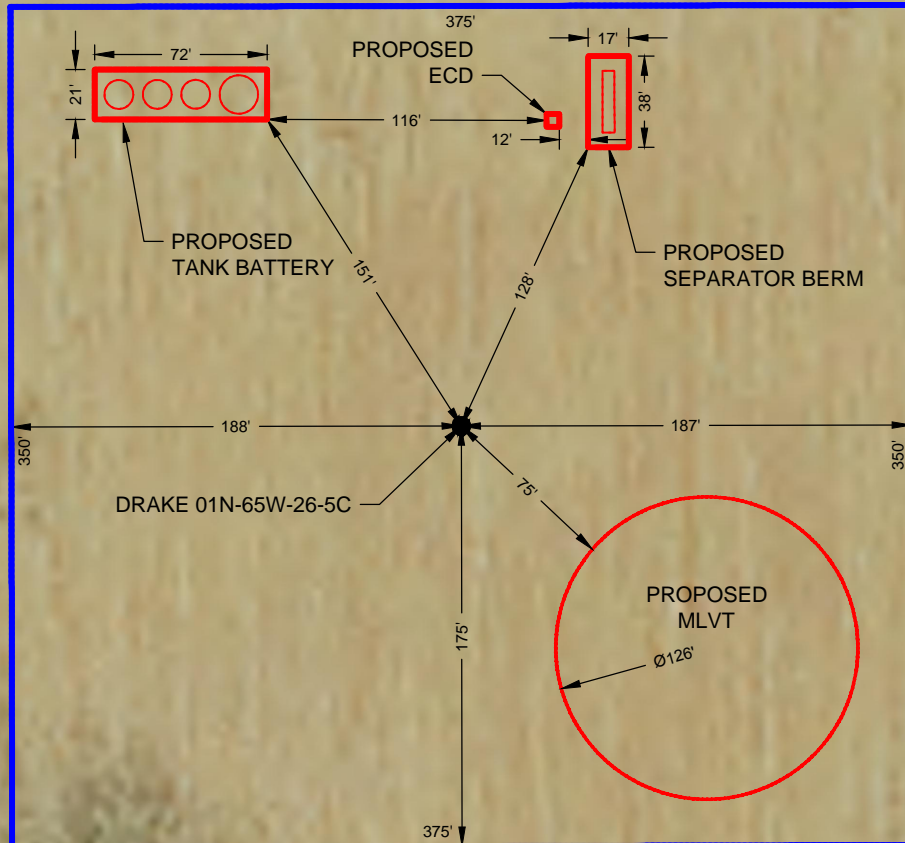 375'
72'
21'
PROPOSED
ECD
17'
38'
116'
12'
PROPOSED
TANK BATTERY
PROPOSED
SEPARATOR BERM
151'
128'
188'
187'
350'
350'
75'
DRAKE 01N-65W-26-5C
175'
PROPOSED
MLVT
Ø126'
375'